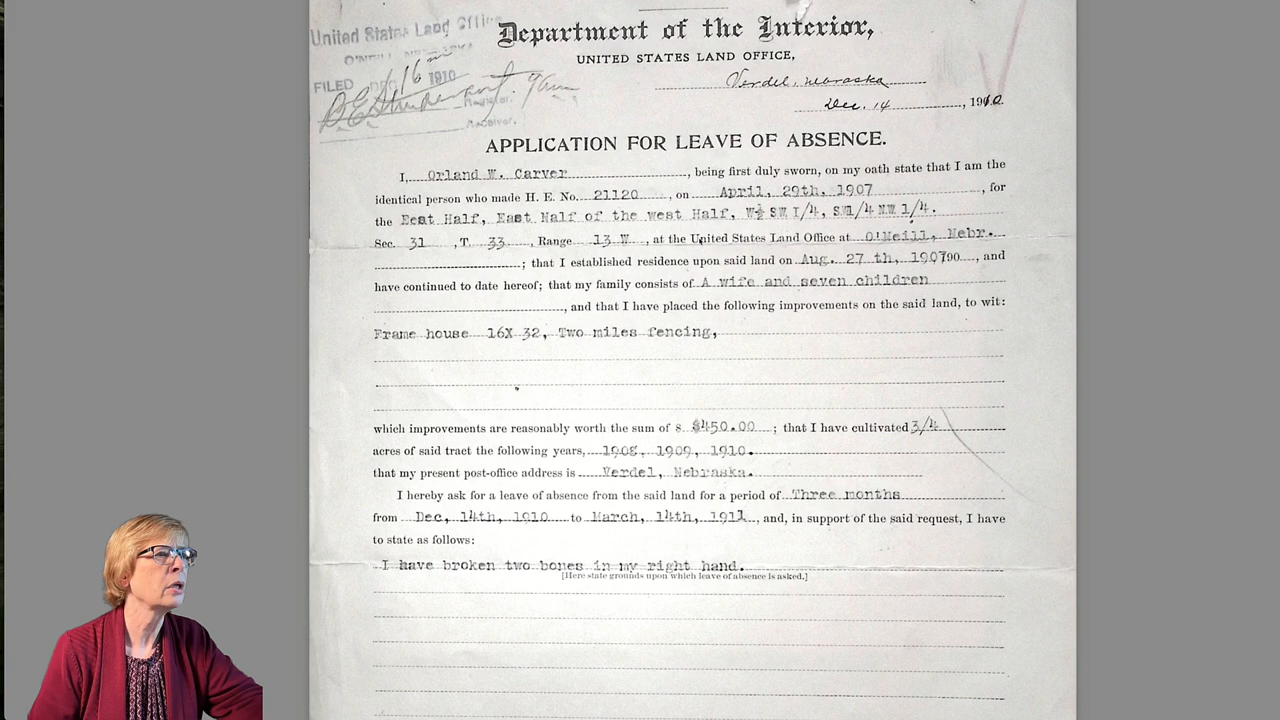 United States Land Office
O'NEILL, NEBRASKA
FILED DEC 16 1910
9 am
Register.
Receiver.
Department of the Interior,
UNITED STATES LAND OFFICE,
Verdel, Nebraska
Dec. 14, 1910.
APPLICATION FOR LEAVE OF ABSENCE.
I, Orland W. Carver, being first duly sworn, on my oath state that I am the
identical person who made H. E. No. 21120, on April, 29th, 1907, for
the East Half, East Half of the West Half, W½ SW 1/4, SW1/4 NW 1/4.
Sec. 31, T. 33, Range 13 W, at the United States Land Office at O'Neill, Nebr.
; that I established residence upon said land on Aug. 27 th, 190790, and
have continued to date hereof; that my family consists of A wife and seven children
, and that I have placed the following improvements on the said land, to wit:
Frame house 16X 32, Two miles fencing,
which improvements are reasonably worth the sum of $ $450.00; that I have cultivated 3/4
acres of said tract the following years, 1908, 1909, 1910.
that my present post-office address is Verdel, Nebraska.
I hereby ask for a leave of absence from the said land for a period of Three months
from Dec, 14th, 1910 to March, 14th, 1911, and, in support of the said request, I have
to state as follows:
I have broken two bones in my right hand.
[Here state grounds upon which leave of absence is asked.]